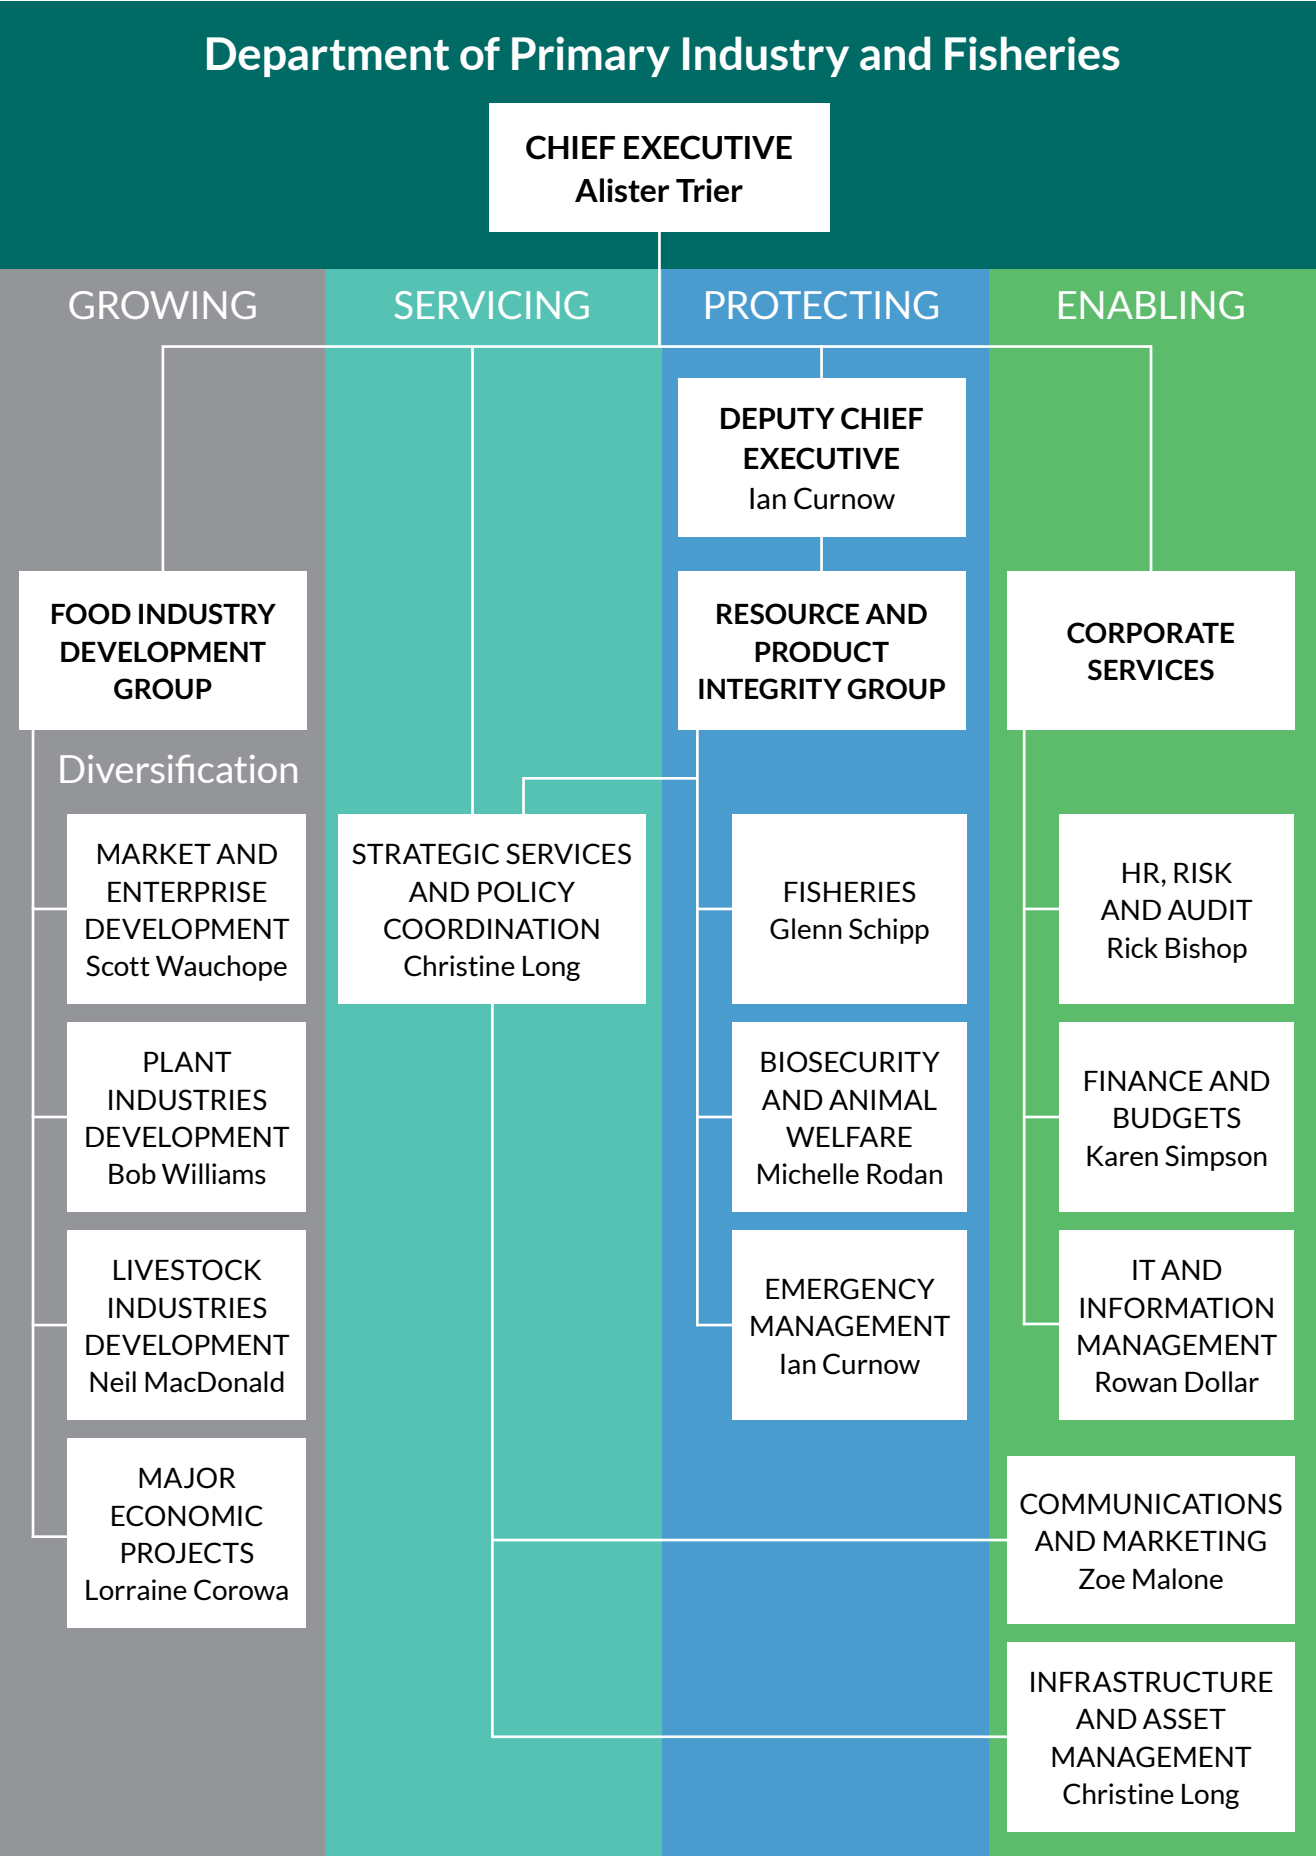 Department of Primary Industry and Fisheries
CHIEF EXECUTIVE
Alister Trier
GROWING
SERVICING
PROTECTING
ENABLING
DEPUTY CHIEF
EXECUTIVE
Ian Curnow
FOOD INDUSTRY
DEVELOPMENT
GROUP
RESOURCE AND
PRODUCT
INTEGRITY GROUP
CORPORATE
SERVICES
Diversification
MARKET AND
ENTERPRISE
DEVELOPMENT
Scott Wauchope
PLANT
INDUSTRIES
DEVELOPMENT
Bob Williams
LIVESTOCK
INDUSTRIES
DEVELOPMENT
Neil MacDonald
MAJOR
ECONOMIC
PROJECTS
Lorraine Corowa
STRATEGIC SERVICES
AND POLICY
COORDINATION
Christine Long
FISHERIES
Glenn Schipp
BIOSECURITY
AND ANIMAL
WELFARE
Michelle Rodan
EMERGENCY
MANAGEMENT
Ian Curnow
HR, RISK
AND AUDIT
Rick Bishop
FINANCE AND
BUDGETS
Karen Simpson
IT AND
INFORMATION
MANAGEMENT
Rowan Dollar
COMMUNICATIONS
AND MARKETING
Zoe Malone
INFRASTRUCTURE
AND ASSET
MANAGEMENT
Christine Long